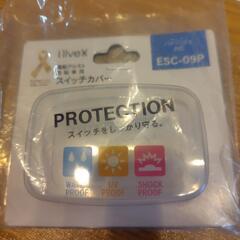 iliveX
スイッチカバー
ESC-09P
PROTECTION
スイッチをしっかり守る。
WATER PROOF
UV PROOF
SHOCK PROOF